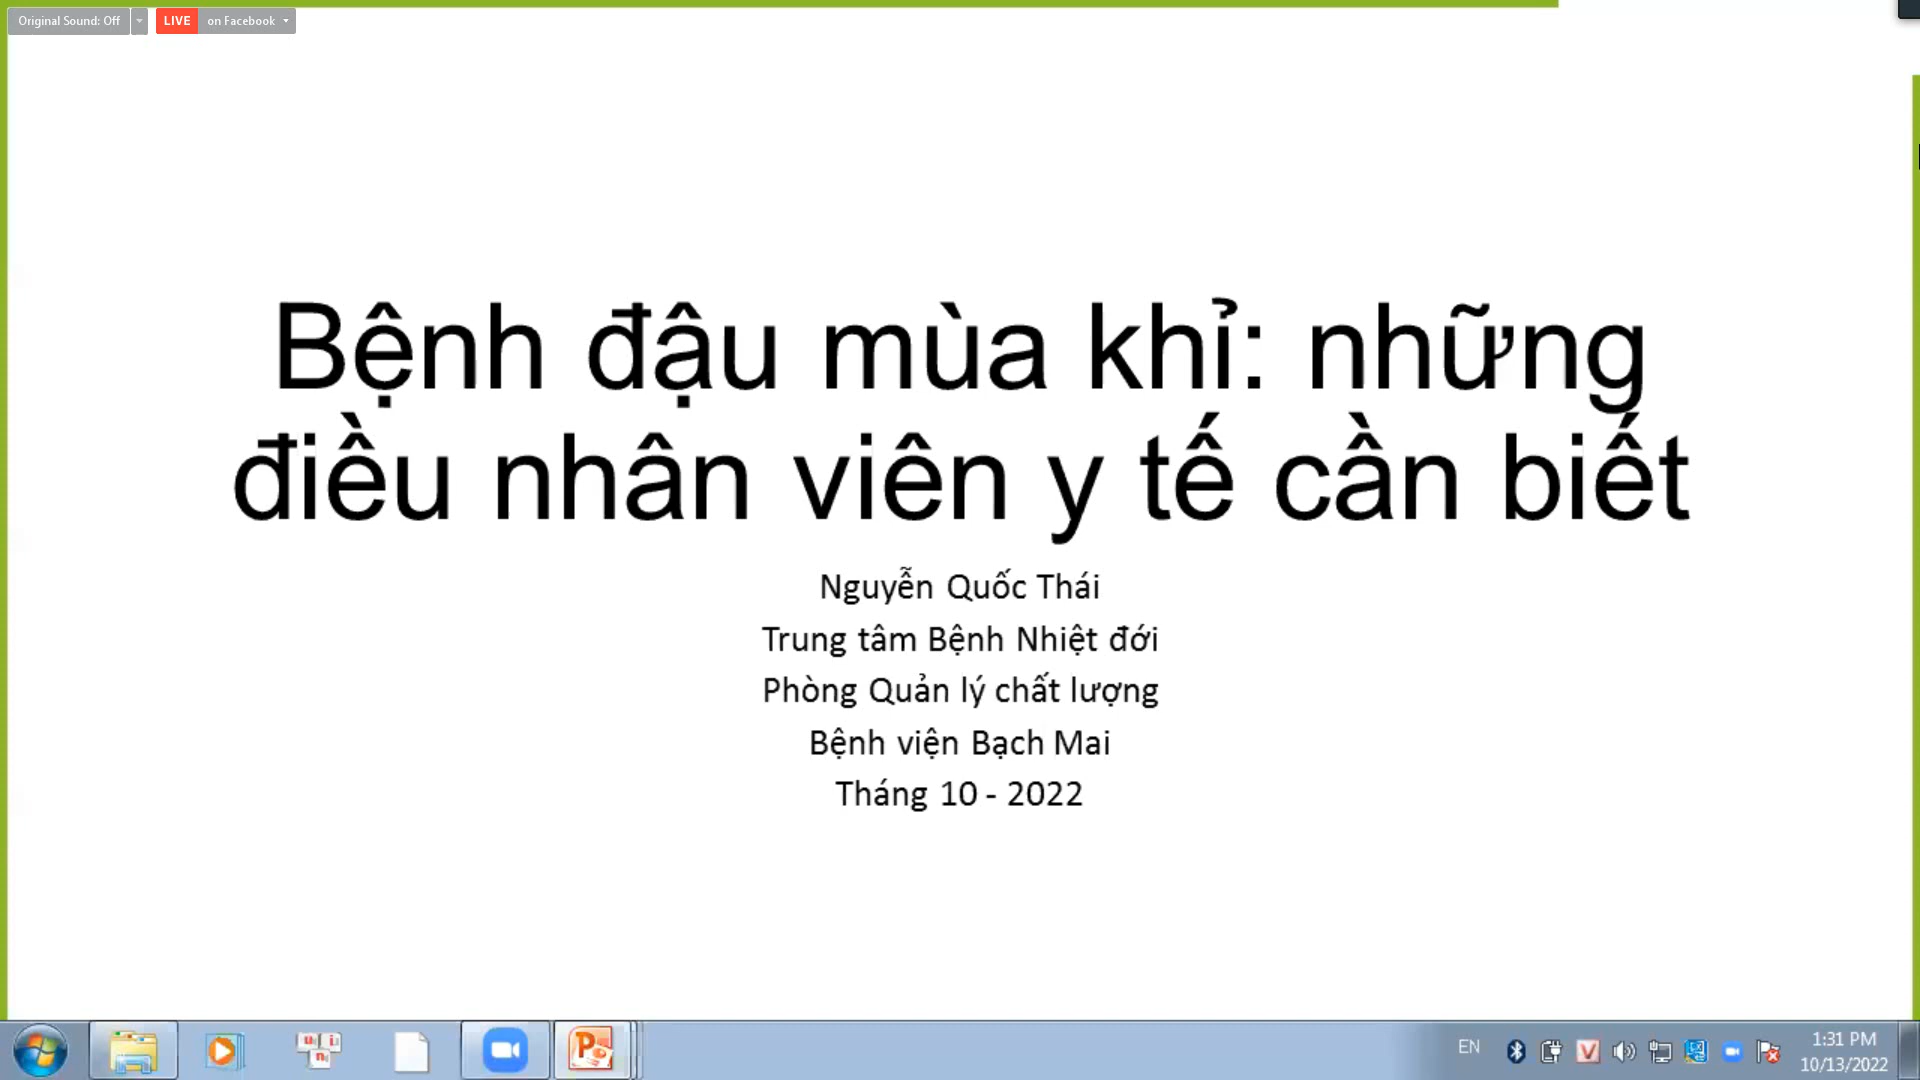 Original Sound: Off
LIVE on Facebook
Bệnh đậu mùa khỉ: những
điều nhân viên y tế cần biết
Nguyễn Quốc Thái
Trung tâm Bệnh Nhiệt đới
Phòng Quản lý chất lượng
Bệnh viện Bạch Mai
Tháng 10 - 2022
EN
1:31 PM
10/13/2022